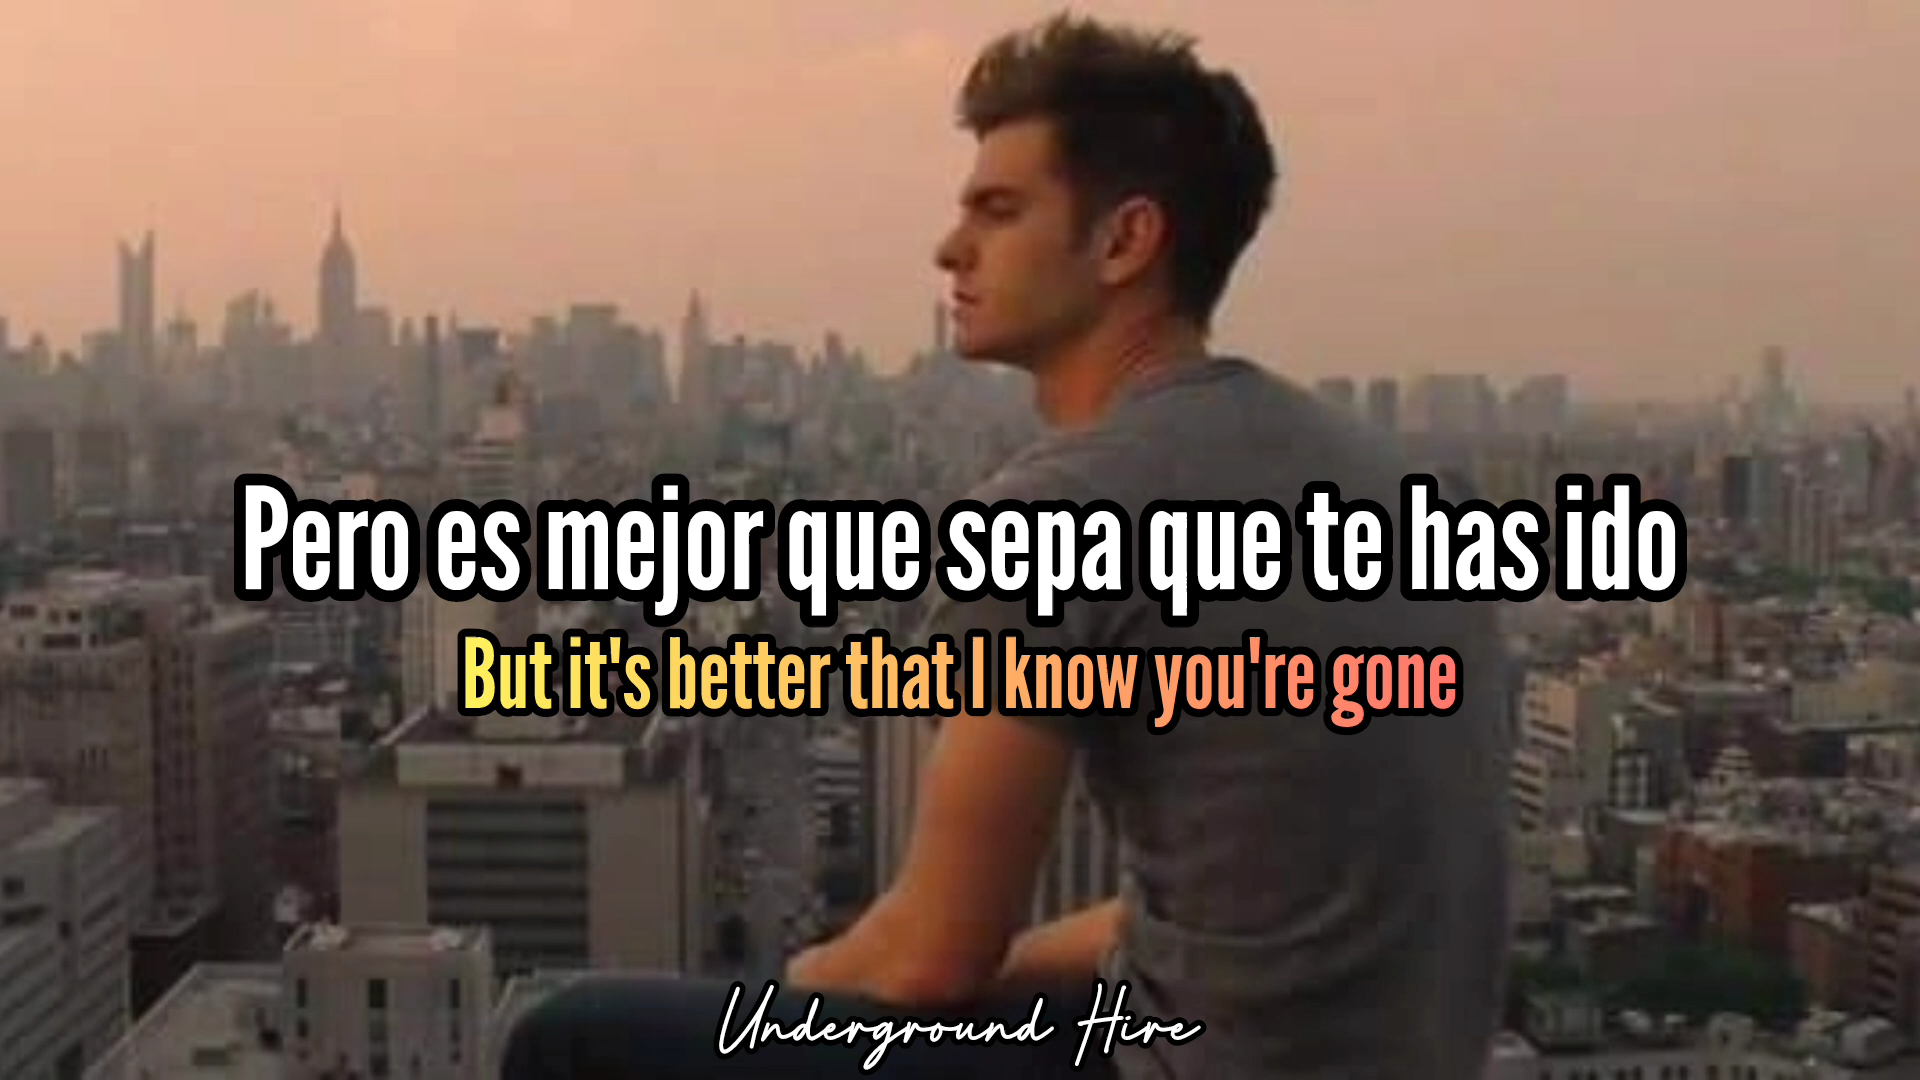 Pero es mejor que sepa que te has ido
But it's better that I know you're gone
Underground Hire